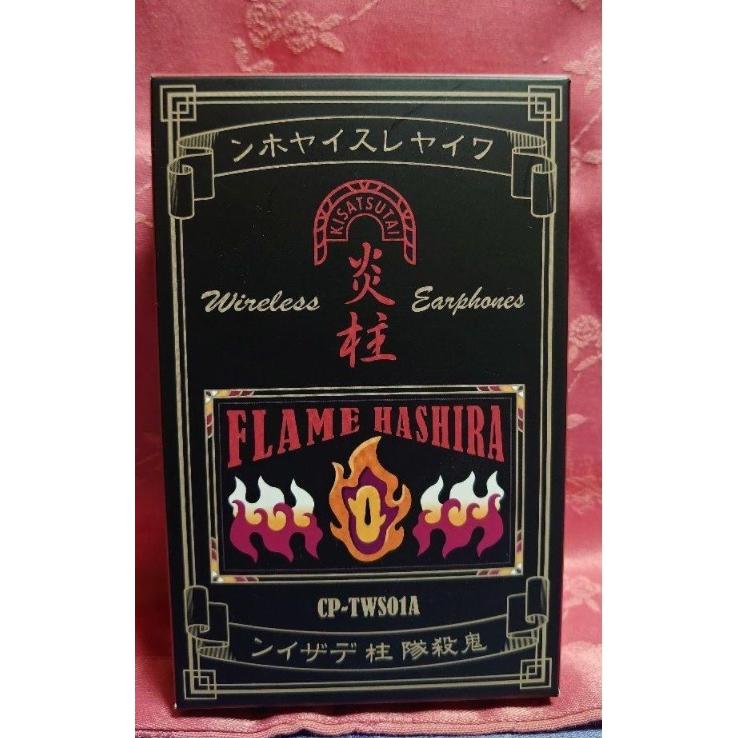 ワイヤレスイヤホン
KISATSUTAI
炎柱
Wireless Earphones
FLAME HASHIRA
CP-TWS01A
鬼殺隊 柱 デザイン